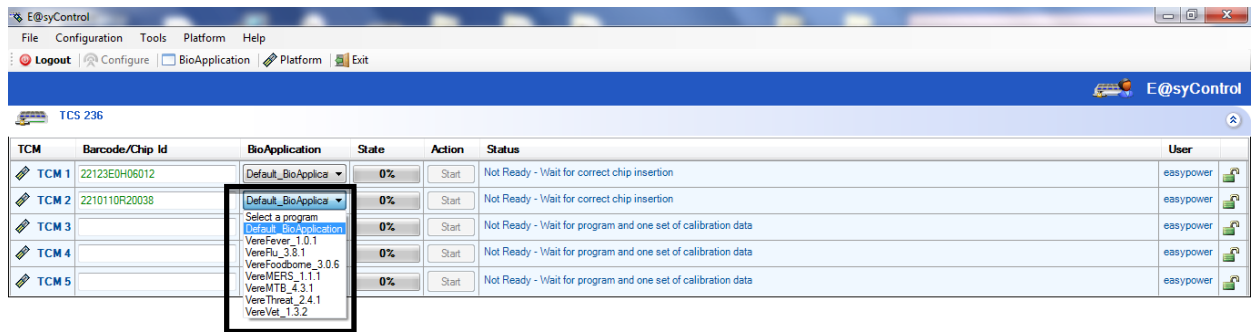 E@syControl
File Configuration Tools Platform Help
Logout Configure BioApplication Platform Exit
E@syControl
TCS 236
TCM Barcode/Chip Id BioApplication State Action Status User
TCM 1 22123E0H06012 Default_BioApplica 0% Start Not Ready - Wait for correct chip insertion easypower
TCM 2 2210110R20038 Default_BioApplica 0% Start Not Ready - Wait for correct chip insertion easypower
Select a program
Default_BioApplication
VereFever_1.0.1
VereFlu_3.8.1
VereFoodborne_3.0.6
VereMERS_1.1.1
VereMTB_4.3.1
VereThreat_2.4.1
VereVet_1.3.2
TCM 3 0% Start Not Ready - Wait for program and one set of calibration data easypower
TCM 4 0% Start Not Ready - Wait for program and one set of calibration data easypower
TCM 5 0% Start Not Ready - Wait for program and one set of calibration data easypower